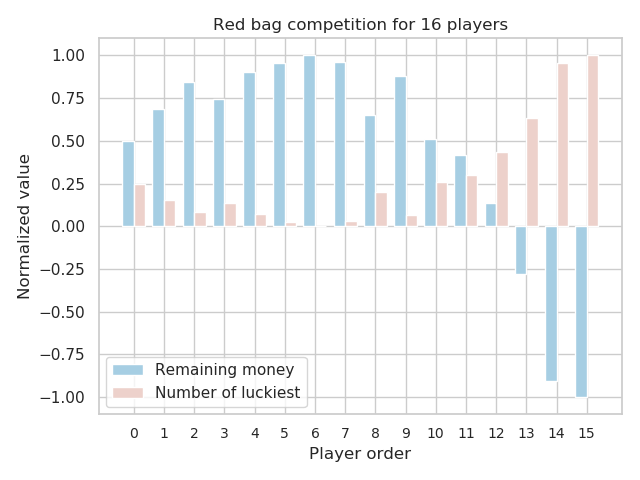 Red bag competition for 16 players
Normalized value
1.00
0.75
0.50
0.25
0.00
−0.25
−0.50
−0.75
−1.00
Remaining money
Number of luckiest
0 1 2 3 4 5 6 7 8 9 10 11 12 13 14 15
Player order